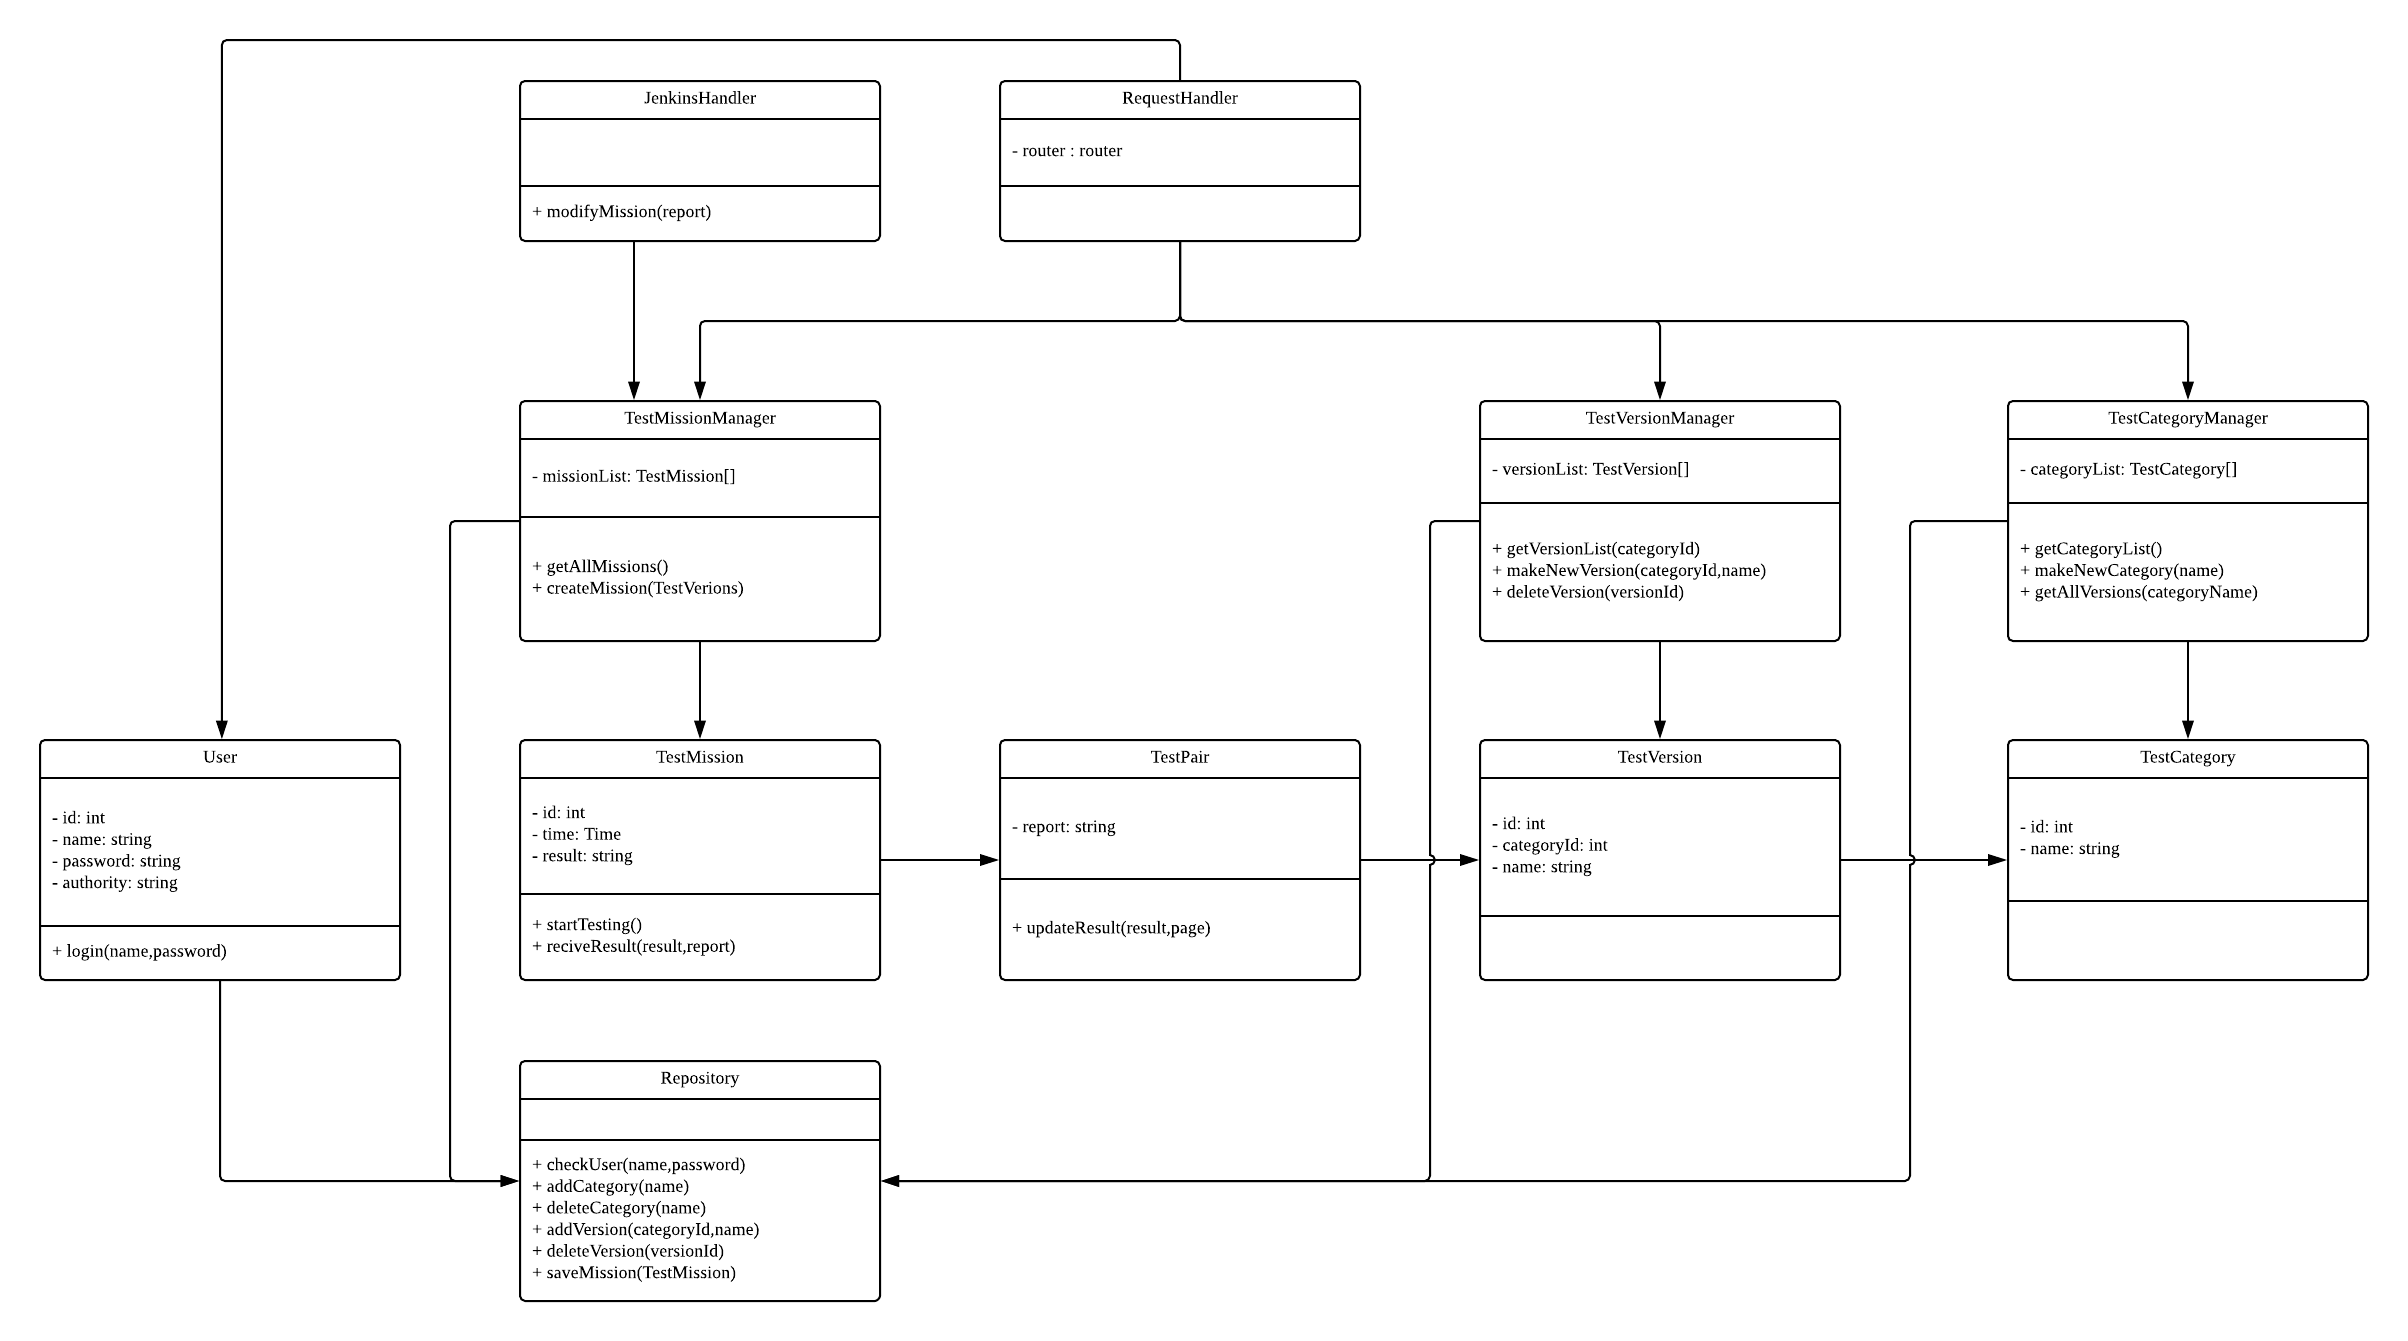 JenkinsHandler
+ modifyMission(report)
RequestHandler
- router : router
TestMissionManager
- missionList: TestMission[]
+ getAllMissions()
+ createMission(TestVerions)
TestVersionManager
- versionList: TestVersion[]
+ getVersionList(categoryId)
+ makeNewVersion(categoryId,name)
+ deleteVersion(versionId)
TestCategoryManager
- categoryList: TestCategory[]
+ getCategoryList()
+ makeNewCategory(name)
+ getAllVersions(categoryName)
User
- id: int
- name: string
- password: string
- authority: string
+ login(name,password)
TestMission
- id: int
- time: Time
- result: string
+ startTesting()
+ reciveResult(result,report)
TestPair
- report: string
+ updateResult(result,page)
TestVersion
- id: int
- categoryId: int
- name: string
TestCategory
- id: int
- name: string
Repository
+ checkUser(name,password)
+ addCategory(name)
+ deleteCategory(name)
+ addVersion(categoryId,name)
+ deleteVersion(versionId)
+ saveMission(TestMission)